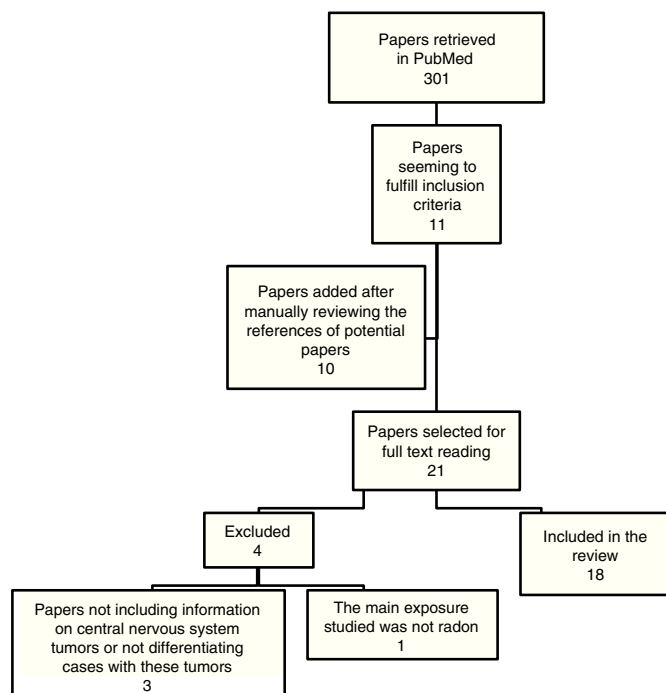 Papers retrieved
in PubMed
301
Papers
seeming to
fulfill inclusion
criteria
11
Papers added after
manually reviewing the
references of potential
papers
10
Papers selected for
full text reading
21
Excluded
4
Included in the
review
18
Papers not including information
on central nervous system
tumors or not differentiating
cases with these tumors
3
The main exposure
studied was not radon
1